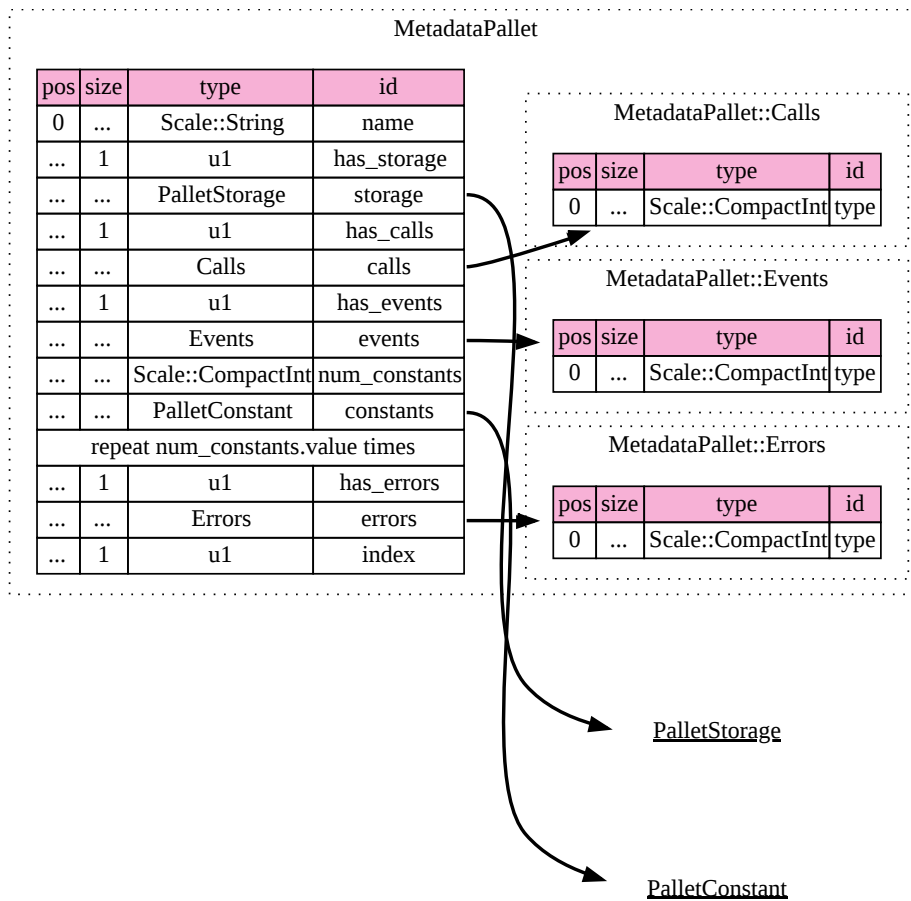 MetadataPallet
pos size type id
0 ... Scale::String name
... 1 u1 has_storage
... ... PalletStorage storage
... 1 u1 has_calls
... ... Calls calls
... 1 u1 has_events
... ... Events events
... ... Scale::CompactInt num_constants
... ... PalletConstant constants
repeat num_constants.value times
... 1 u1 has_errors
... ... Errors errors
... 1 u1 index
MetadataPallet::Calls
pos size type id
0 ... Scale::CompactInt type
MetadataPallet::Events
pos size type id
0 ... Scale::CompactInt type
MetadataPallet::Errors
pos size type id
0 ... Scale::CompactInt type
PalletStorage
PalletConstant